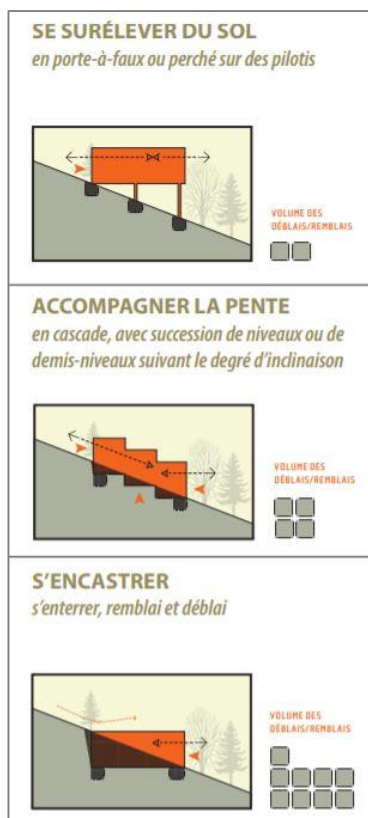 SE SURÉLEVER DU SOL
en porte-à-faux ou perché sur des pilotis
VOLUME DES
DÉBLAIS/REMBLAIS
ACCOMPAGNER LA PENTE
en cascade, avec succession de niveaux ou de
demis-niveaux suivant le degré d'inclinaison
VOLUME DES
DÉBLAIS/REMBLAIS
S'ENCASTRER
s'enterrer, remblai et déblai
VOLUME DES
DÉBLAIS/REMBLAIS